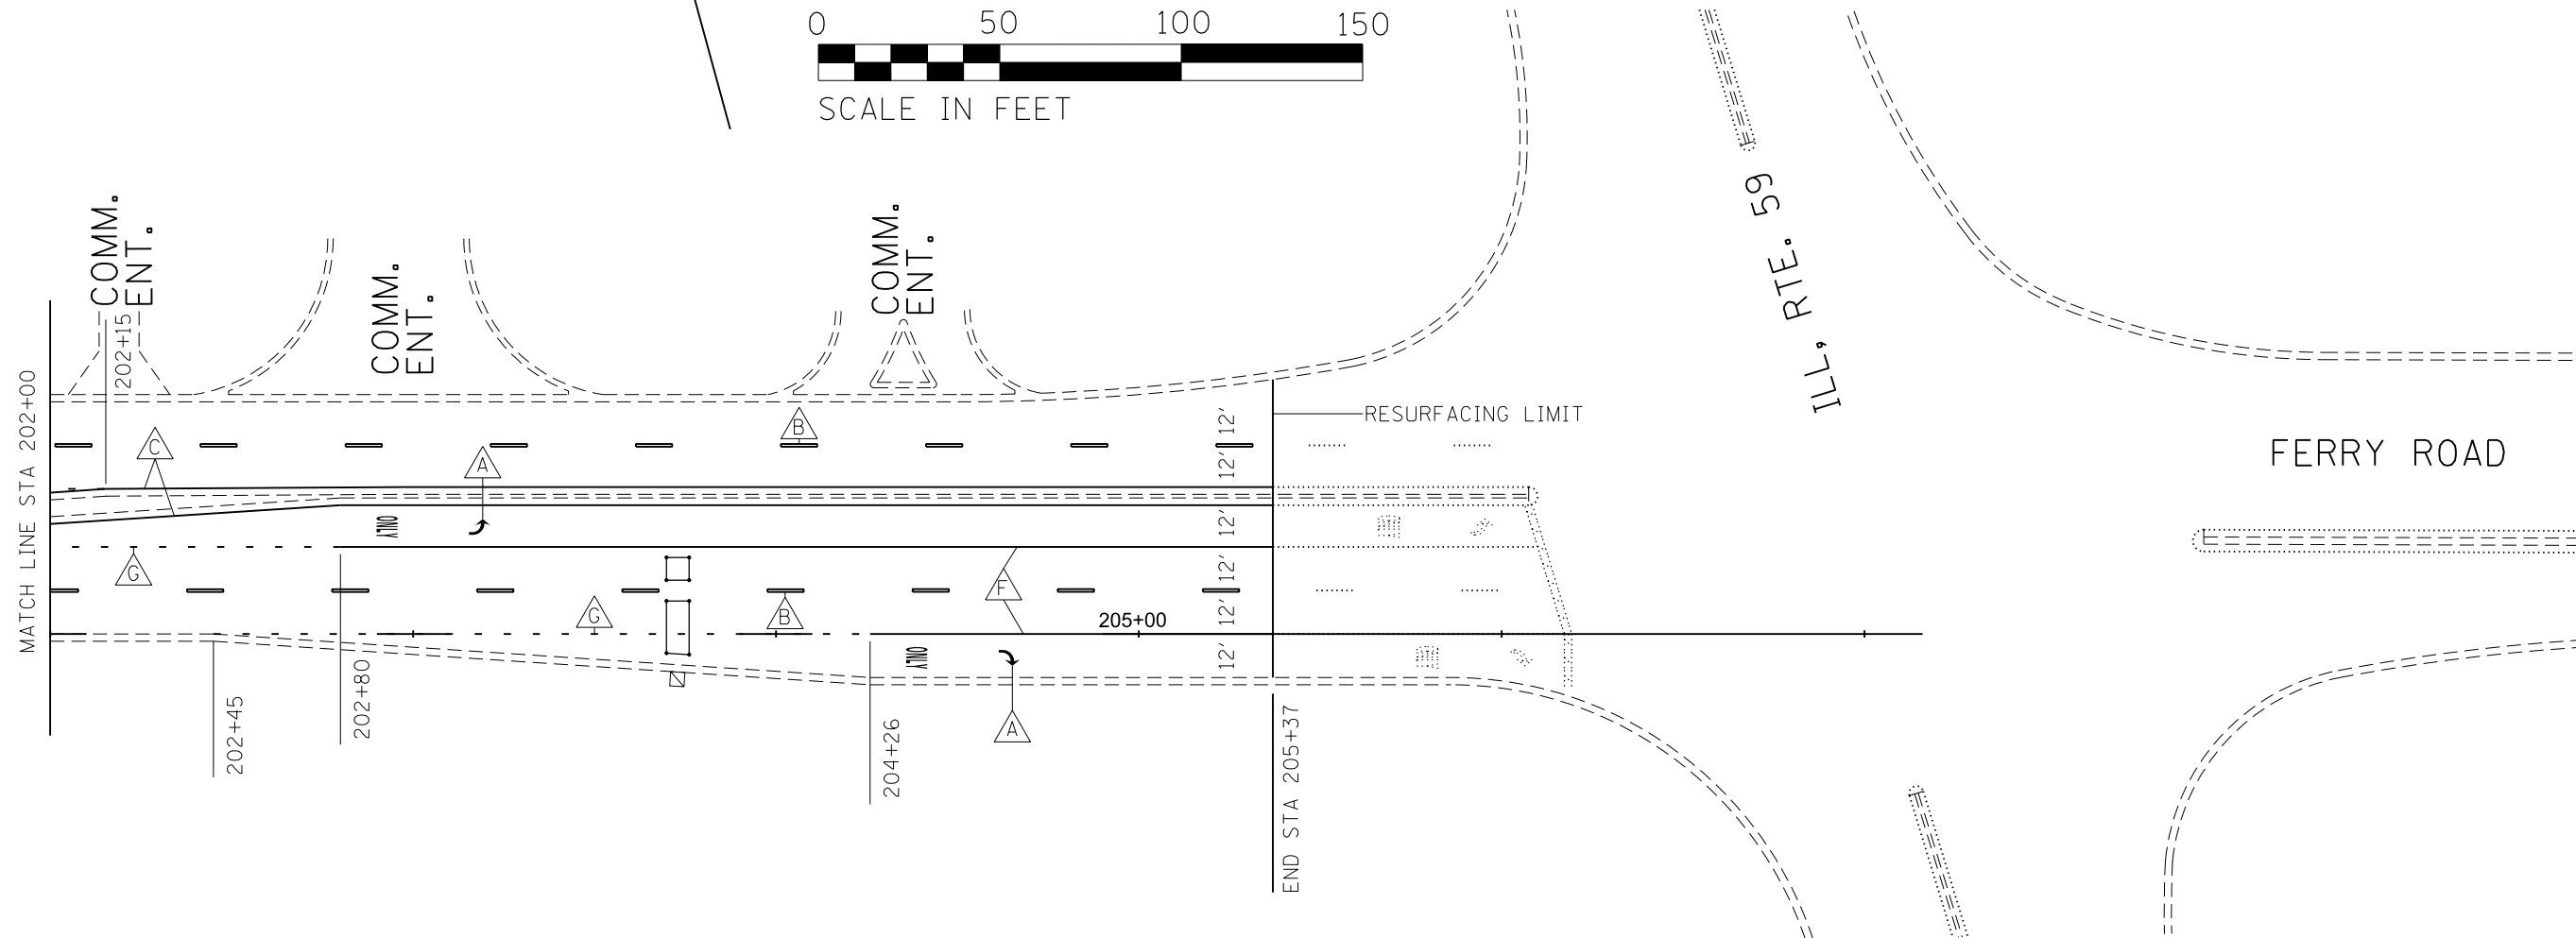 0 50 100 150
SCALE IN FEET
COMM.
ENT.
COMM.
ENT.
COMM.
ENT.
ILL, RTE. 59
202+15
MATCH LINE STA 202+00
C
A
B
12'
12'
RESURFACING LIMIT
FERRY ROAD
ONLY
12'
G
G
B
F
12'
205+00
12'
ONLY
12'
A
202+45
202+80
204+26
END STA 205+37